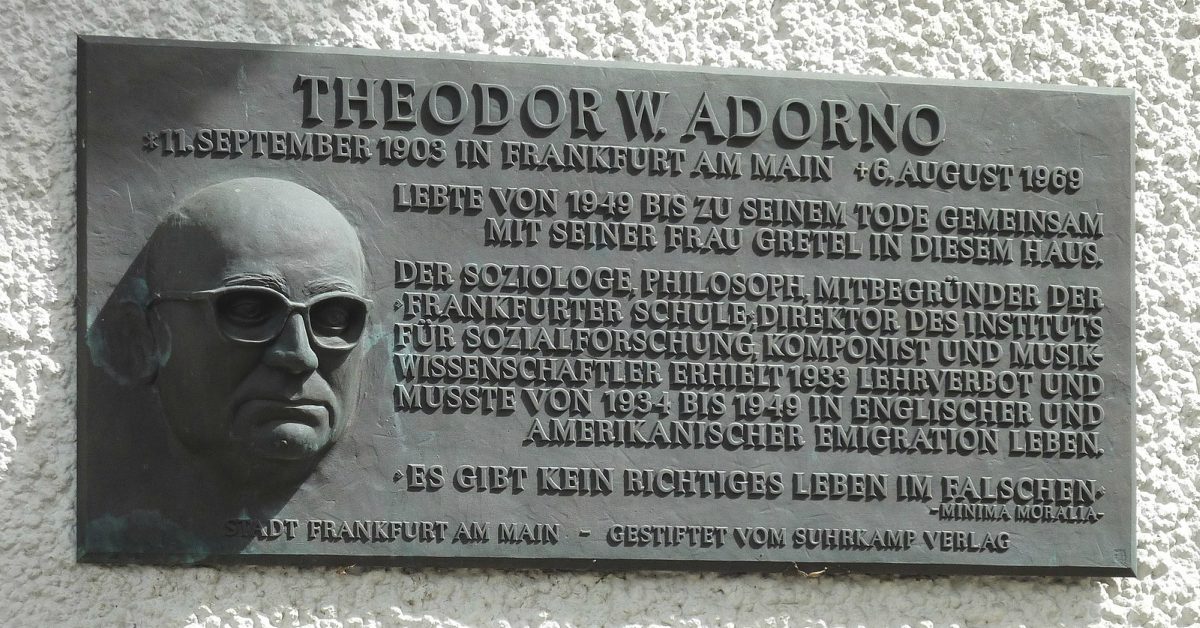 THEODOR W. ADORNO
*11. SEPTEMBER 1903 IN FRANKFURT AM MAIN +6. AUGUST 1969
LEBTE VON 1949 BIS ZU SEINEM TODE GEMEINSAM
MIT SEINER FRAU GRETEL IN DIESEM HAUS.
DER SOZIOLOGE, PHILOSOPH, MITBEGRÜNDER DER
›FRANKFURTER SCHULE‹, DIREKTOR DES INSTITUTS
FÜR SOZIALFORSCHUNG, KOMPONIST UND MUSIK-
WISSENSCHAFTLER ERHIELT 1933 LEHRVERBOT UND
MUSSTE VON 1934 BIS 1949 IN ENGLISCHER UND
AMERIKANISCHER EMIGRATION LEBEN.
›ES GIBT KEIN RICHTIGES LEBEN IM FALSCHEN‹
-MINIMA MORALIA-
STADT FRANKFURT AM MAIN - GESTIFTET VOM SUHRKAMP VERLAG